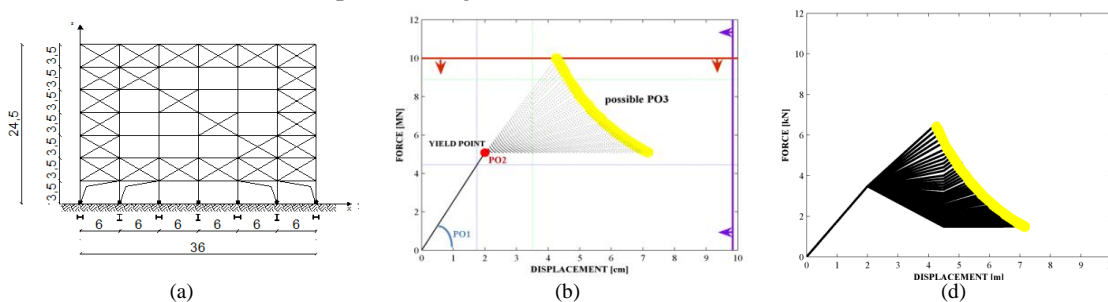 z
3,5
3,5
3,5
3,5
3,5
3,5
3,5
24,5
x
6 6 6 6 6 6
36
(a)
12
10
8
6
4
2
0
FORCE [MN]
possible PO3
YIELD POINT
PO2
PO1
0 1 2 3 4 5 6 7 8 9 10
DISPLACEMENT [cm]
(b)
12
10
8
6
4
2
0
FORCE [kN]
0 1 2 3 4 5 6 7 8 9 10
DISPLACEMENT [m]
(d)